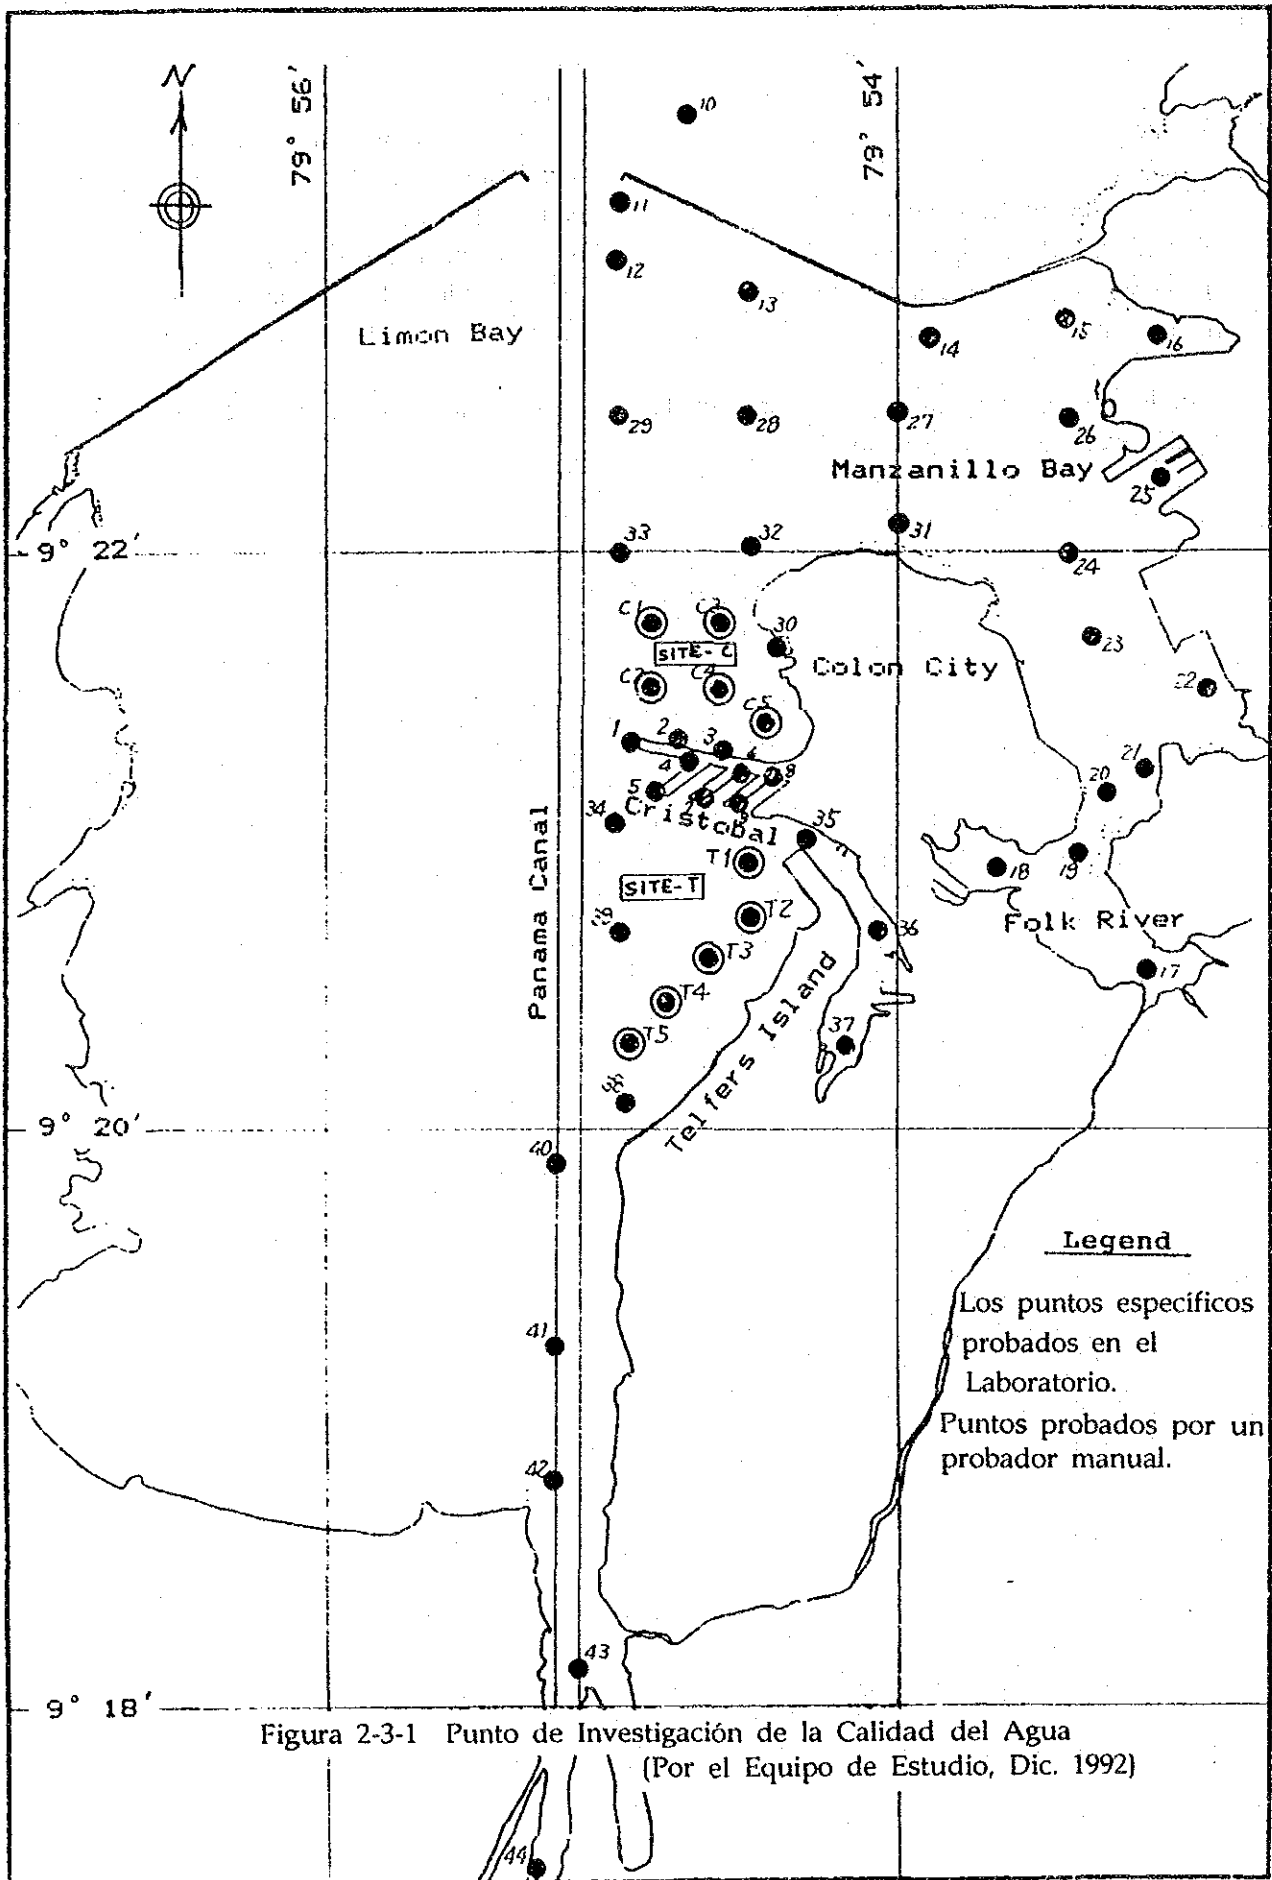 N
79° 56'
79° 54'
10
11
12
13
Limon Bay
14
15
16
29
28
27
26
Manzanillo Bay
25
31
9° 22'
33
32
24
C1
30
23
SITE-C
Colon City
C4
22
C5
1
2
3
4
8
21
20
5
34
Cristobal
35
T1
18
19
SITE-T
Panama Canal
T2
Folk River
36
T3
17
T4
Telfers Island
T5
37
38
9° 20'
40
Legend
Los puntos específicos
probados en el
Laboratorio.
41
Puntos probados por un
probador manual.
42
43
9° 18'
Figura 2-3-1 Punto de Investigación de la Calidad del Agua
(Por el Equipo de Estudio, Dic. 1992)
44